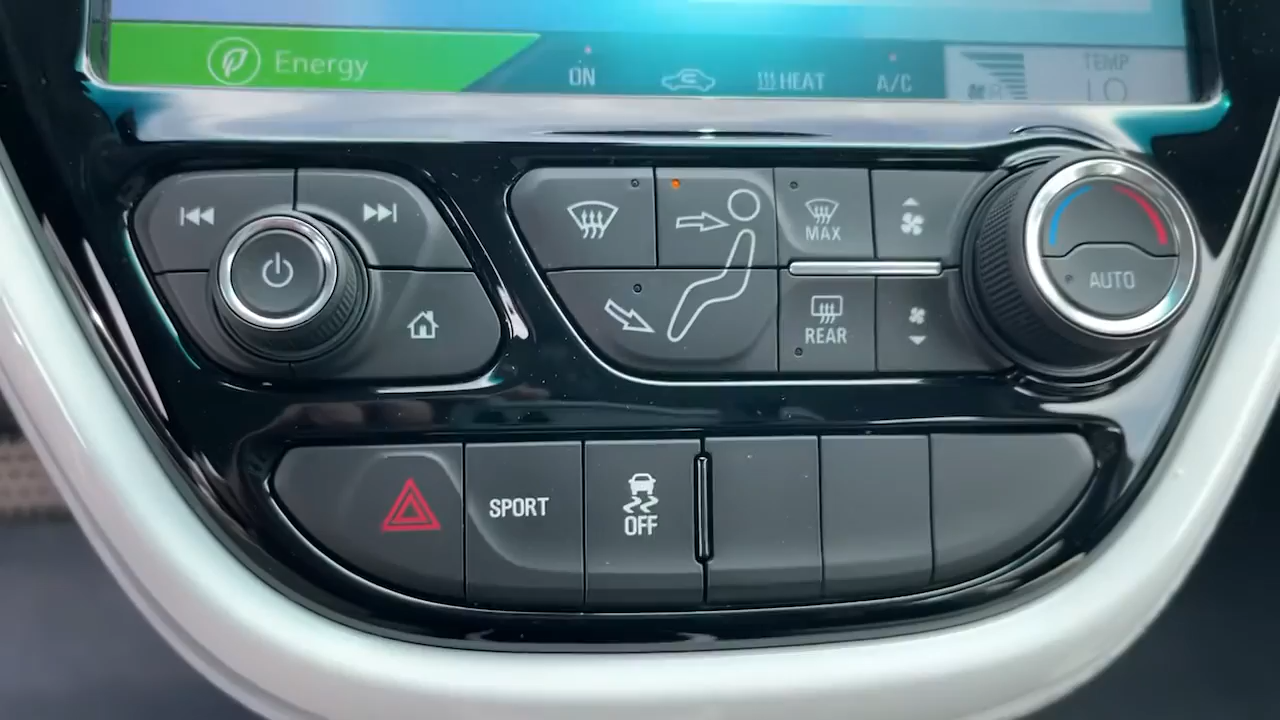 Energy
ON
HEAT
A/C
TEMP
LO
MAX
REAR
AUTO
SPORT
OFF